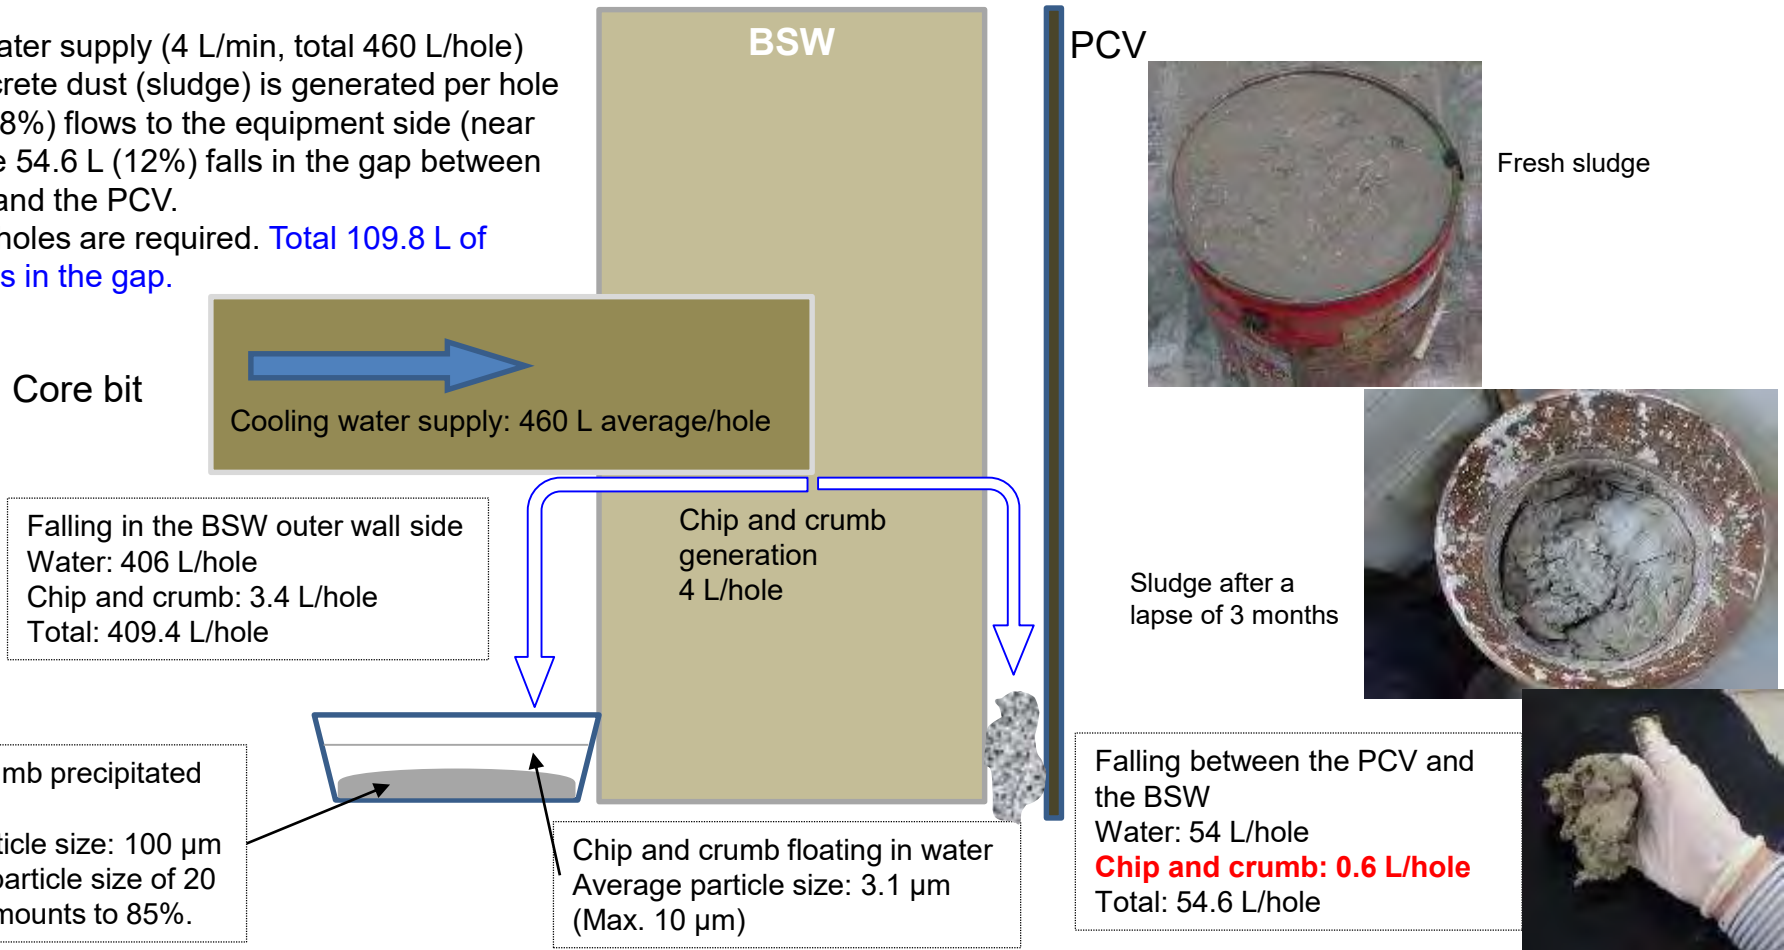 ater supply (4 L/min, total 460 L/hole)
crete dust (sludge) is generated per hole
8%) flows to the equipment side (near
e 54.6 L (12%) falls in the gap between
and the PCV.
holes are required. Total 109.8 L of
s in the gap.
BSW
PCV
Fresh sludge
Core bit
Cooling water supply: 460 L average/hole
Falling in the BSW outer wall side
Water: 406 L/hole
Chip and crumb: 3.4 L/hole
Total: 409.4 L/hole
Chip and crumb
generation
4 L/hole
Sludge after a
lapse of 3 months
umb precipitated
ticle size: 100 μm
particle size of 20
mounts to 85%.
Chip and crumb floating in water
Average particle size: 3.1 μm
(Max. 10 μm)
Falling between the PCV and
the BSW
Water: 54 L/hole
Chip and crumb: 0.6 L/hole
Total: 54.6 L/hole